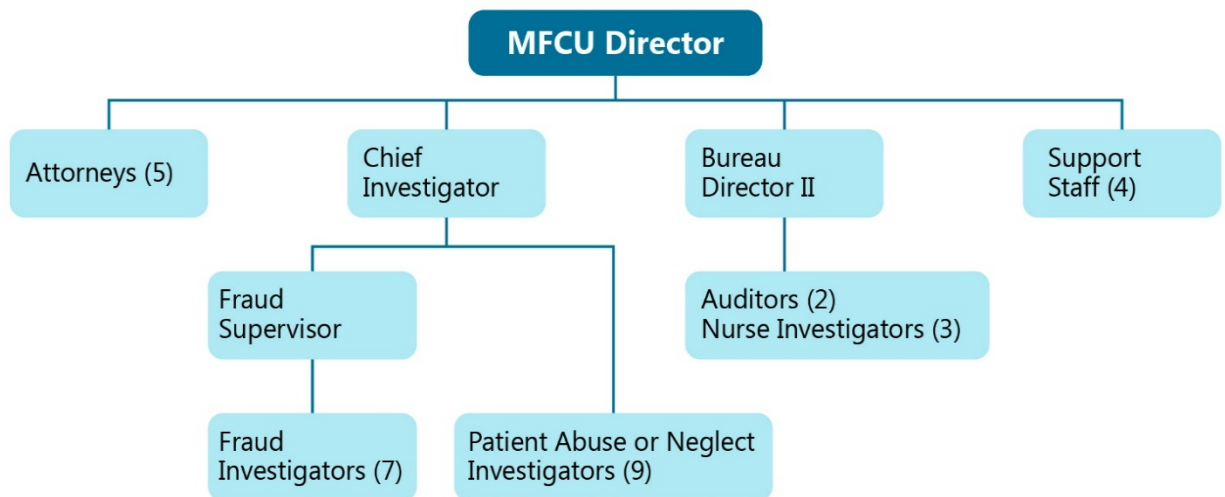 MFCU Director
Attorneys (5)
Chief
Investigator
Bureau
Director II
Support
Staff (4)
Fraud
Supervisor
Auditors (2)
Nurse Investigators (3)
Fraud
Investigators (7)
Patient Abuse or Neglect
Investigators (9)